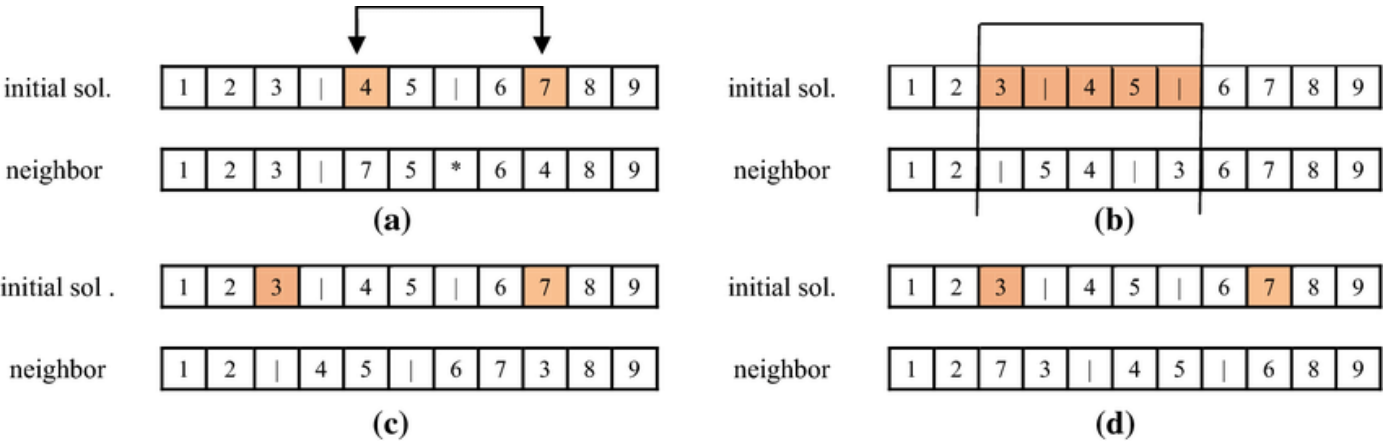 initial sol. 1 2 3 | 4 5 | 6 7 8 9
neighbor 1 2 3 | 7 5 * 6 4 8 9
(a)
initial sol. 1 2 3 | 4 5 | 6 7 8 9
neighbor 1 2 | 5 4 | 3 6 7 8 9
(b)
initial sol . 1 2 3 | 4 5 | 6 7 8 9
neighbor 1 2 | 4 5 | 6 7 3 8 9
(c)
initial sol. 1 2 3 | 4 5 | 6 7 8 9
neighbor 1 2 7 3 | 4 5 | 6 8 9
(d)